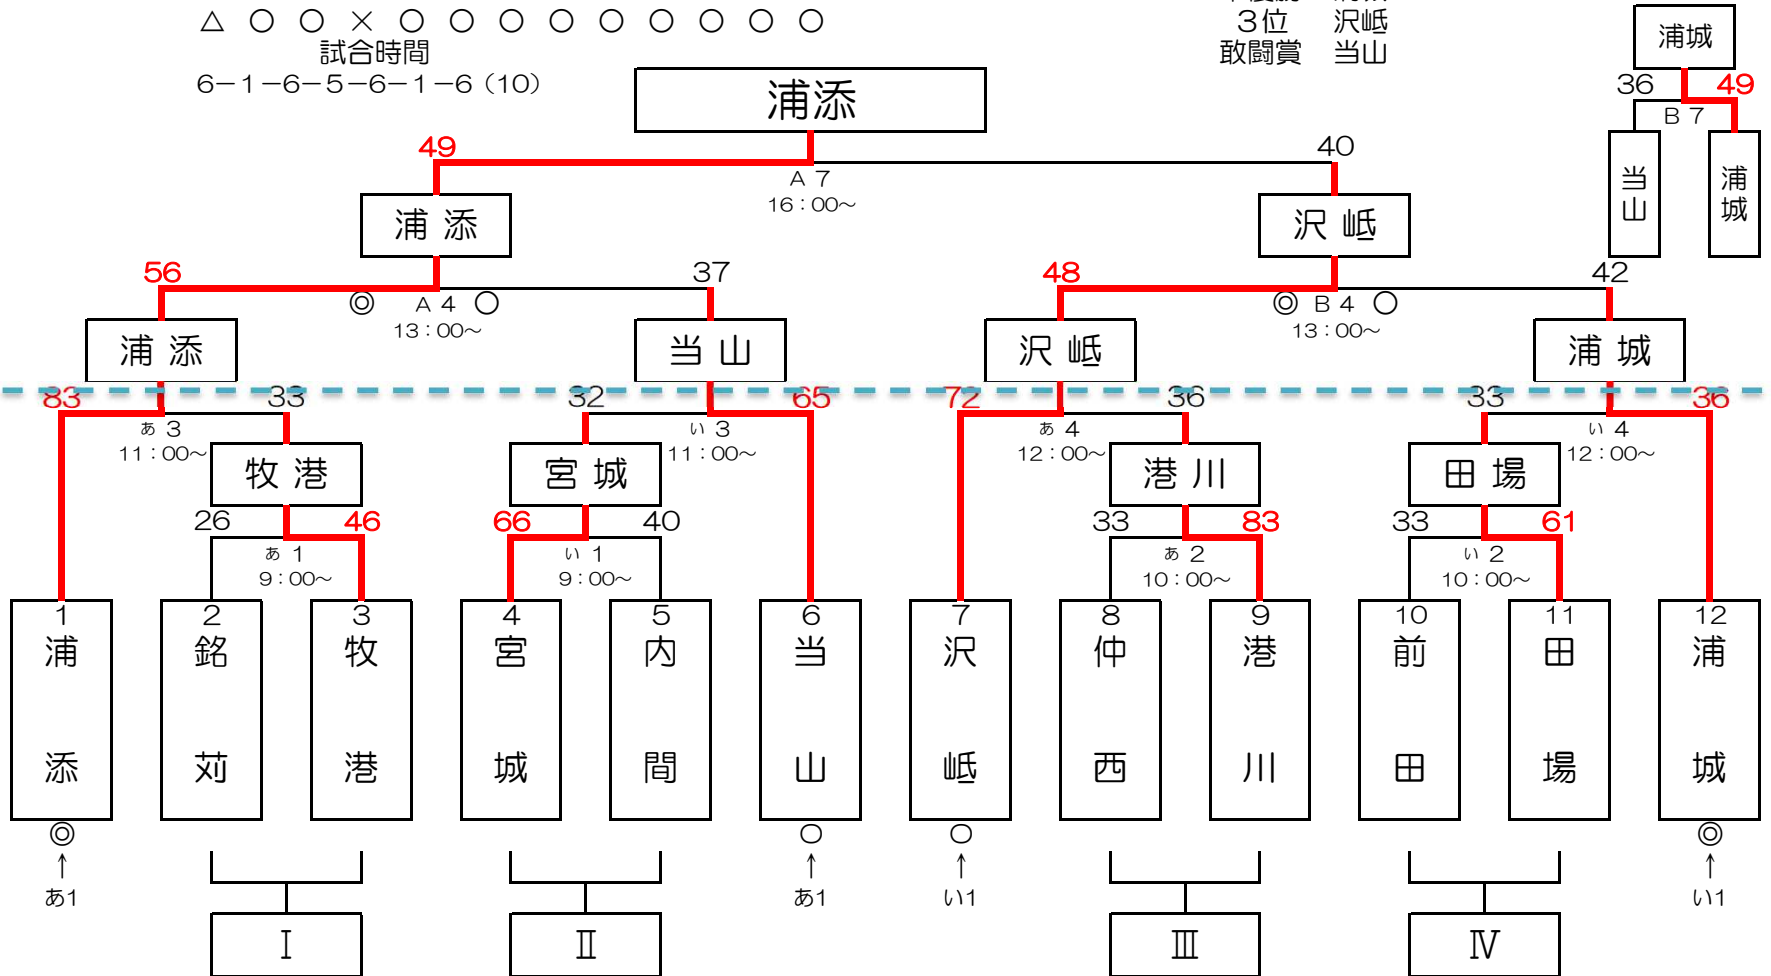 △ ○ ○ × ○ ○ ○ ○ ○ ○ ○ ○ ○
試合時間
6−1−6−5−6−1−6（10）
3位 沢岻
敢闘賞 当山
浦城
36 49
B 7
当山 浦城
浦添
49 40
A 7
16：00～
浦添 沢岻
56 37 48 42
◎ A 4 ○ ◎ B 4 ○
13：00～ 13：00～
浦添 当山 沢岻 浦城
83 33 32 65 72 36 33 36
あ 3 い 3 あ 4 い 4
11：00～ 11：00～ 12：00～ 12：00～
牧港 宮城 港川 田場
26 46 66 40 33 83 33 61
あ 1 い 1 あ 2 い 2
9：00～ 9：00～ 10：00～ 10：00～
1 2 3 4 5 6 7 8 9 10 11 12
浦添 銘苅 牧港 宮城 内間 当山 沢岻 仲西 港川 前田 田場 浦城
◎ ○ ○ ◎
↑ ↑ ↑ ↑
あ1 あ1 い1 い1
Ⅰ Ⅱ Ⅲ Ⅳ